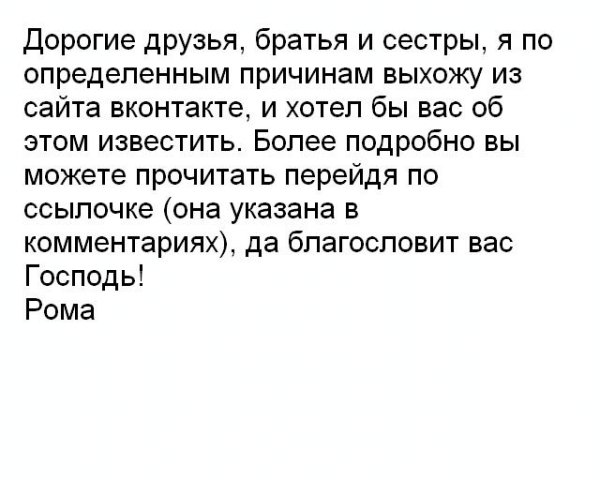 Дорогие друзья, братья и сестры, я по
определенным причинам выхожу из
сайта вконтакте, и хотел бы вас об
этом известить. Более подробно вы
можете прочитать перейдя по
ссылочке (она указана в
комментариях), да благословит вас
Господь!
Рома